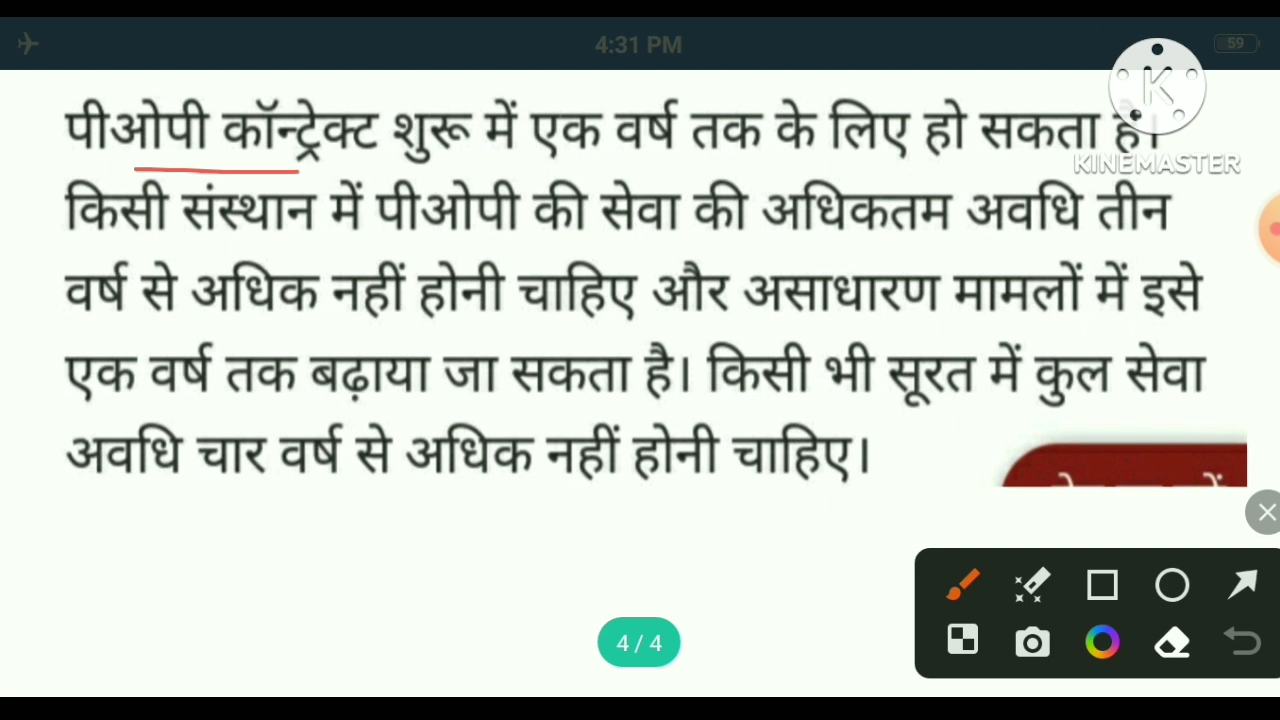 4:31 PM
59
पीओपी कॉन्ट्रेक्ट शुरू में एक वर्ष तक के लिए हो सकता है।
K
KINEMASTER
किसी संस्थान में पीओपी की सेवा की अधिकतम अवधि तीन
वर्ष से अधिक नहीं होनी चाहिए और असाधारण मामलों में इसे
एक वर्ष तक बढ़ाया जा सकता है। किसी भी सूरत में कुल सेवा
अवधि चार वर्ष से अधिक नहीं होनी चाहिए।
4 / 4